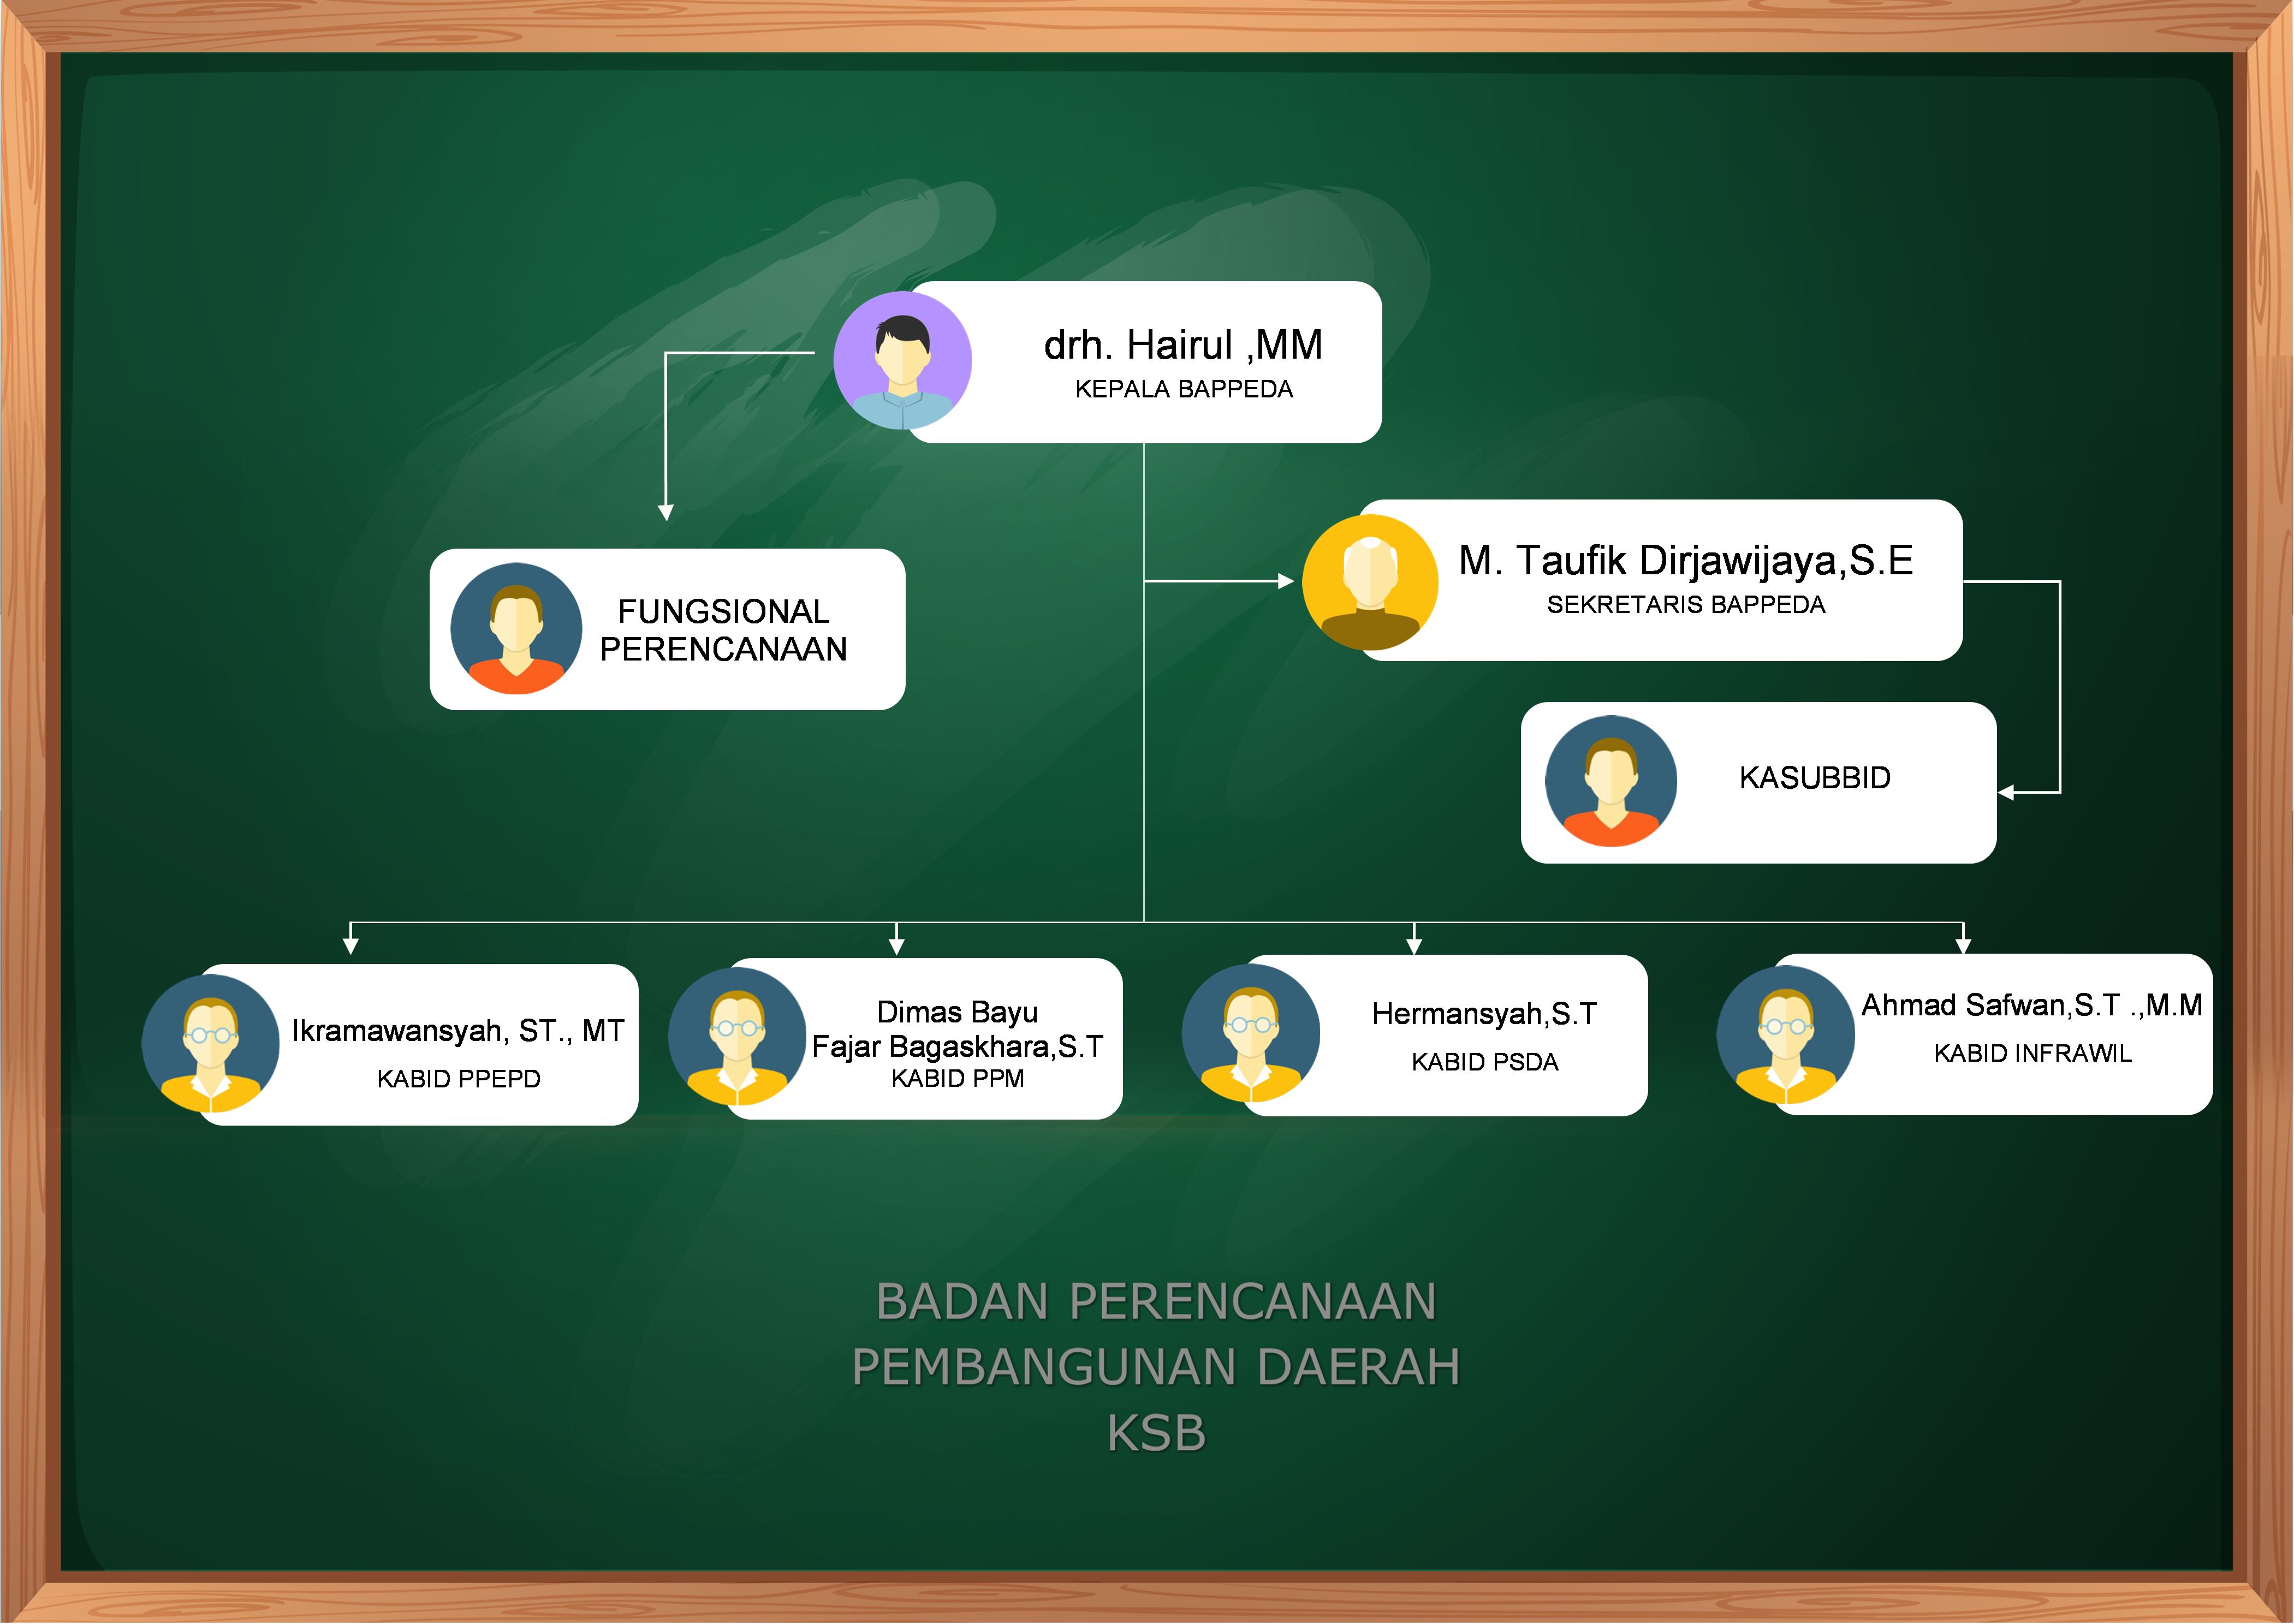 drh. Hairul ,MM
KEPALA BAPPEDA
M. Taufik Dirjawijaya,S.E
SEKRETARIS BAPPEDA
FUNGSIONAL
PERENCANAAN
KASUBBID
Ikramawansyah, ST., MT
KABID PPEPD
Dimas Bayu
Fajar Bagaskhara,S.T
KABID PPM
Hermansyah,S.T
KABID PSDA
Ahmad Safwan,S.T .,M.M
KABID INFRAWIL
BADAN PERENCANAAN
PEMBANGUNAN DAERAH
KSB